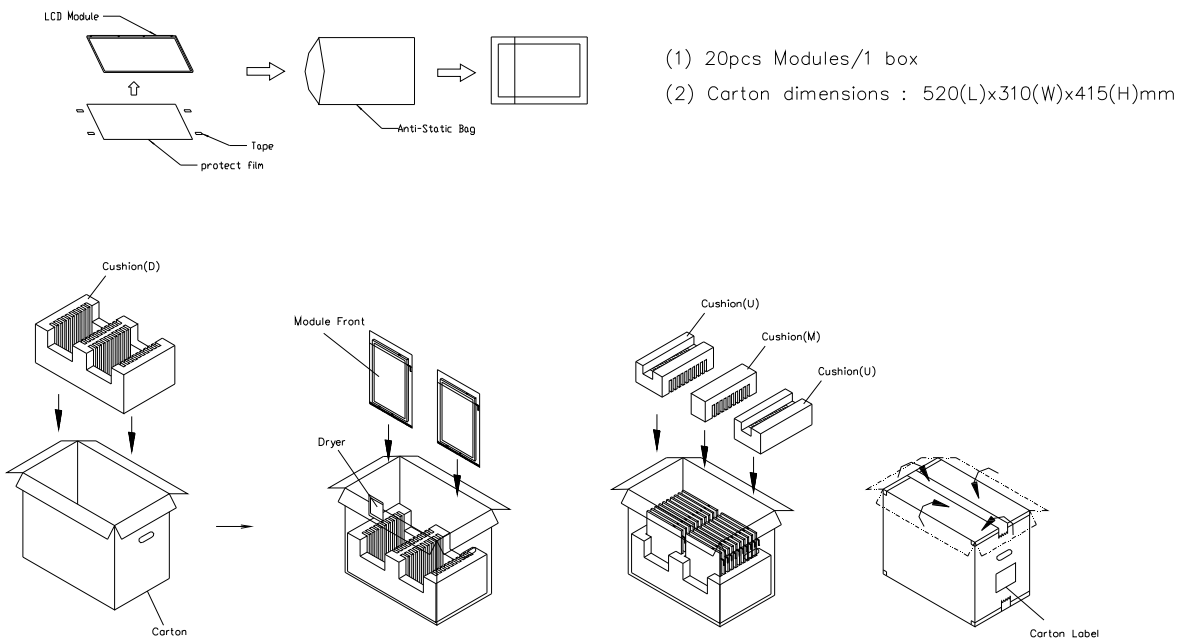 LCD Module
Tape
protect film
Anti-Static Bag
(1) 20pcs Modules/1 box
(2) Carton dimensions : 520(L)x310(W)x415(H)mm
Cushion(D)
Carton
Module Front
Dryer
Cushion(U)
Cushion(M)
Cushion(U)
Carton Label